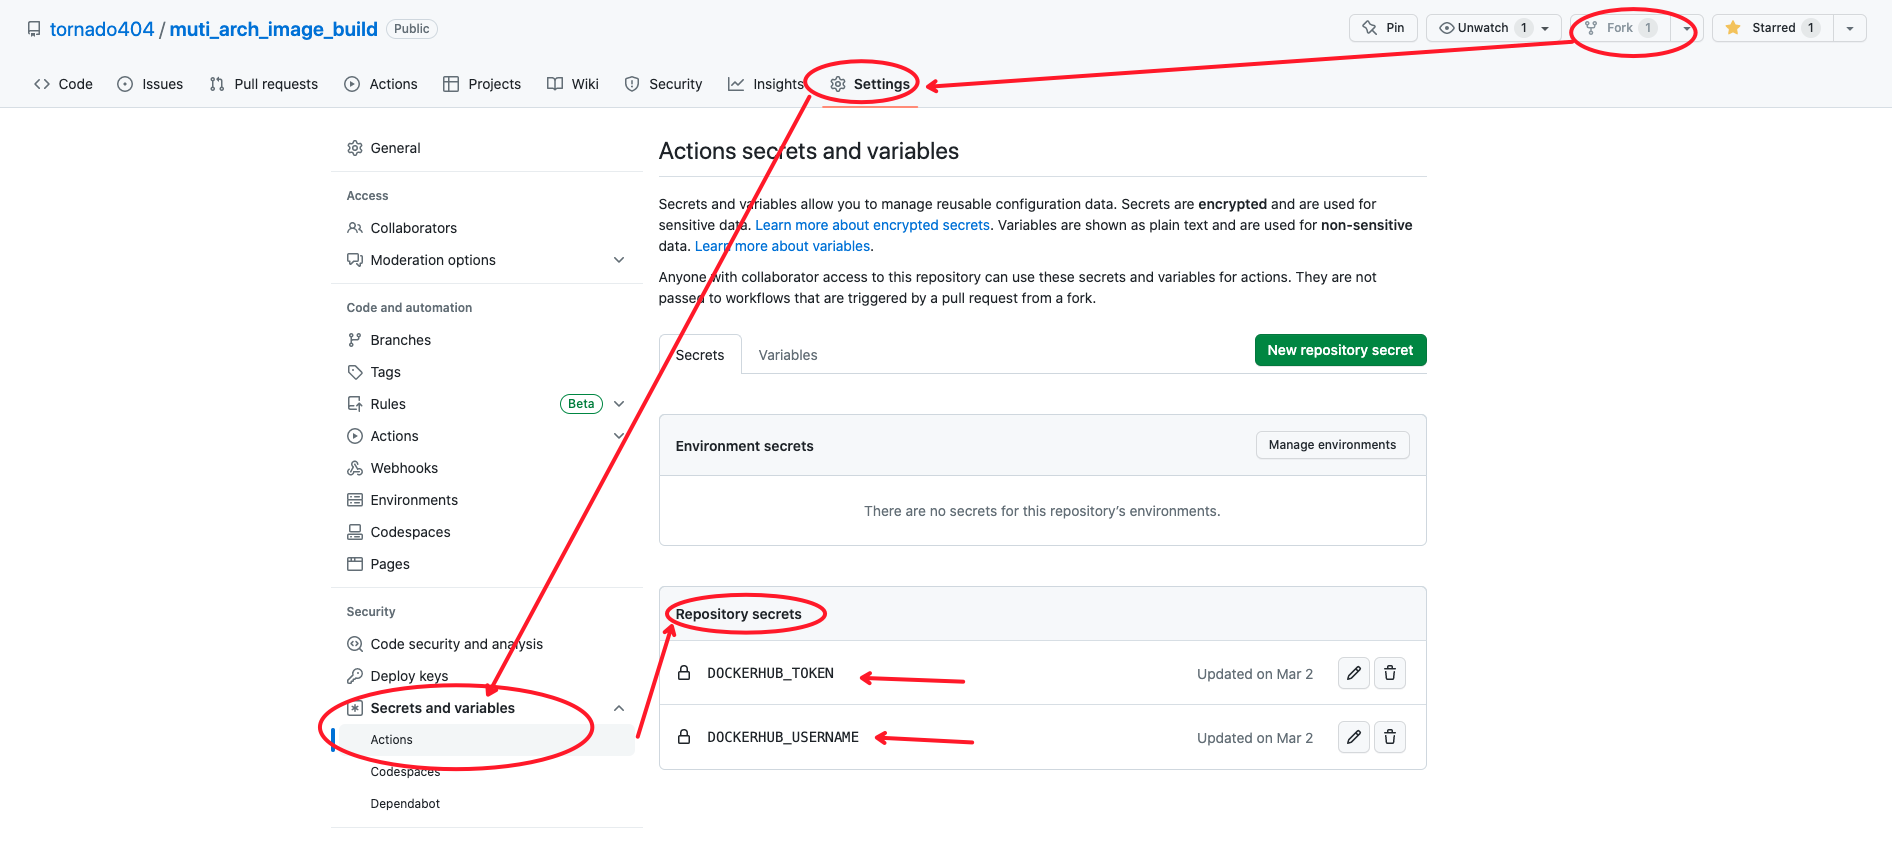 tornado404 / muti_arch_image_build Public
Pin
Unwatch 1
Fork 1
Starred 1
Code
Issues
Pull requests
Actions
Projects
Wiki
Security
Insights
Settings
General
Access
Collaborators
Moderation options
Code and automation
Branches
Tags
Rules Beta
Actions
Webhooks
Environments
Codespaces
Pages
Security
Code security and analysis
Deploy keys
Secrets and variables
Actions
Codespaces
Dependabot
Actions secrets and variables
Secrets and variables allow you to manage reusable configuration data. Secrets are encrypted and are used for
sensitive data. Learn more about encrypted secrets. Variables are shown as plain text and are used for non-sensitive
data. Learn more about variables.
Anyone with collaborator access to this repository can use these secrets and variables for actions. They are not
passed to workflows that are triggered by a pull request from a fork.
Secrets
Variables
New repository secret
Environment secrets
Manage environments
There are no secrets for this repository's environments.
Repository secrets
DOCKERHUB_TOKEN Updated on Mar 2
DOCKERHUB_USERNAME Updated on Mar 2